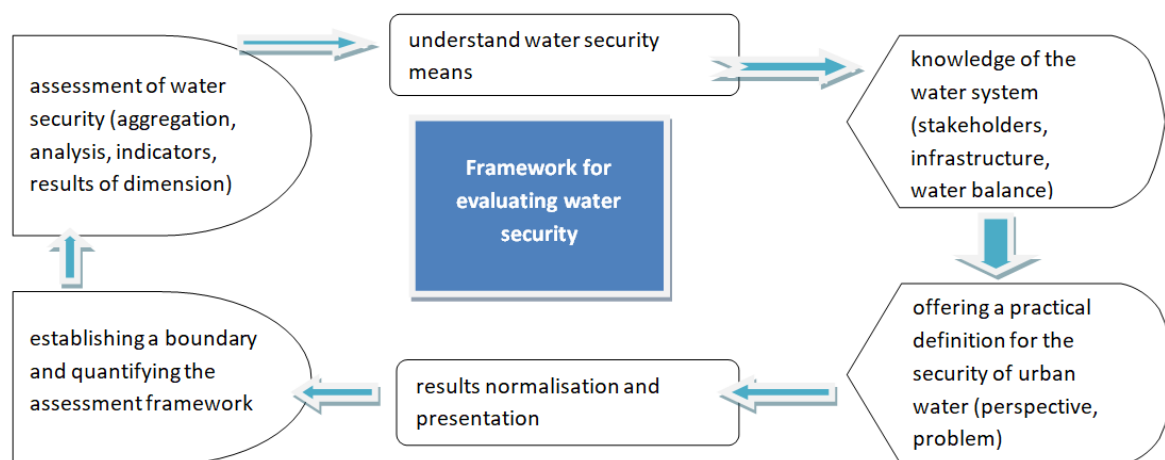 understand water security
means
knowledge of the
water system
(stakeholders,
infrastructure,
water balance)
offering a practical
definition for the
security of urban
water (perspective,
problem)
results normalisation and
presentation
establishing a boundary
and quantifying the
assessment framework
assessment of water
security (aggregation,
analysis, indicators,
results of dimension)
Framework for
evaluating water
security